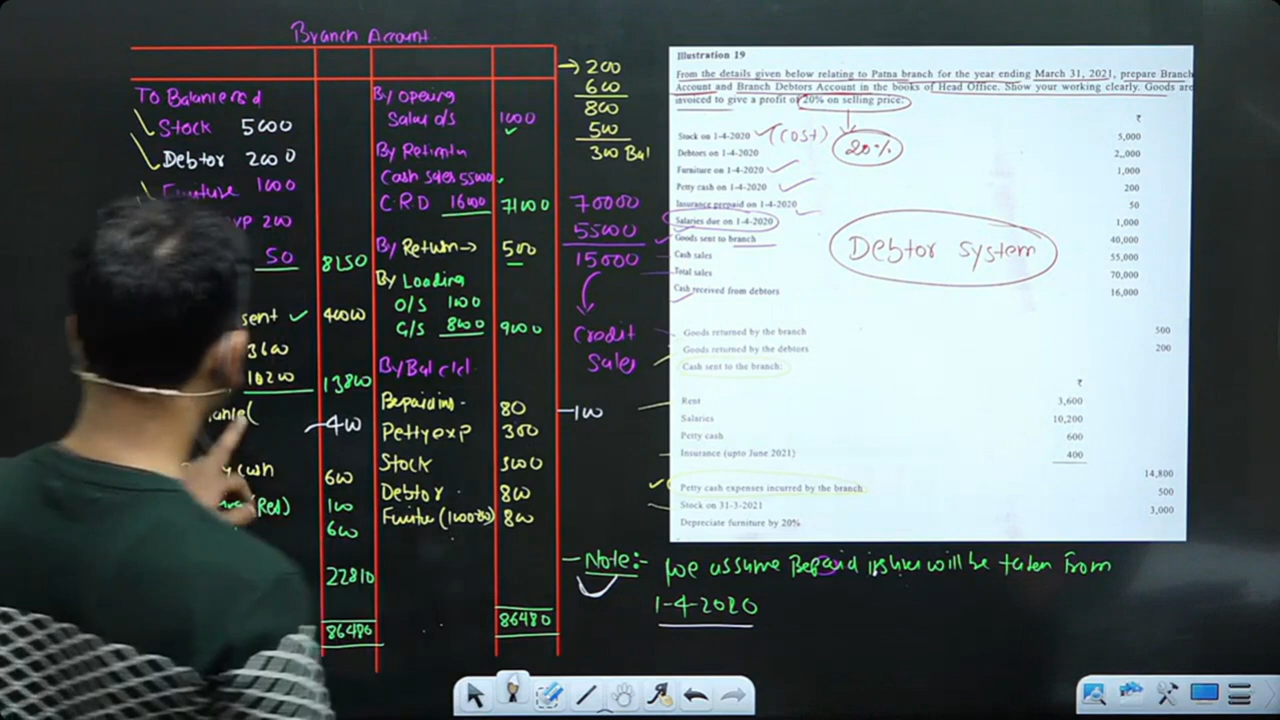 Branch Account
To Balance b d
Stock 5000
Debtor 2000
1000
200
50 8150
sent 40000
3600
10200 13800
400
600
(Red) 100
600
22810
86480
By Opening
Salary o/s 1000
By Remittn
Cash sales 55000
C.R.D 16000 71000
By Return→ 500
By Loading
O/S 1000
G/S 8000 9000
By Bal c/d
Prepaid ins- 80
Petty exp 300
Stock 3000
Debtor 800
800
86480
→ 200
600
800
500
300 Bal
70000
55000
15000
Credit
Sales
Illustration 19
From the details given below relating to Patna branch for the year ending March 31, 2021, prepare Branch
Account and Branch Debtors Account in the books of Head Office. Show your working clearly. Goods are
invoiced to give a profit of 20% on selling price:
₹
Stock on 1-4-2020 (Cost) 5,000
20%
Debtors on 1-4-2020 2,000
Furniture on 1-4-2020 1,000
Petty cash on 1-4-2020 200
Insurance prepaid on 1-4-2020 50
Salaries due on 1-4-2020 1,000
Goods sent to branch 40,000
Cash sales 55,000
Total sales 70,000
Cash received from debtors 16,000
Debtor system
Goods returned by the branch 500
Goods returned by the debtors 200
Cash sent to the branch:
₹
Rent 3,600
Salaries 10,200
Petty cash 600
Insurance (upto June 2021) 400
14,800
Petty cash expenses incurred by the branch 500
Stock on 31-3-2021 3,000
Depreciate furniture by 20%
- Note:- we assume will be taken from
1-4-2020